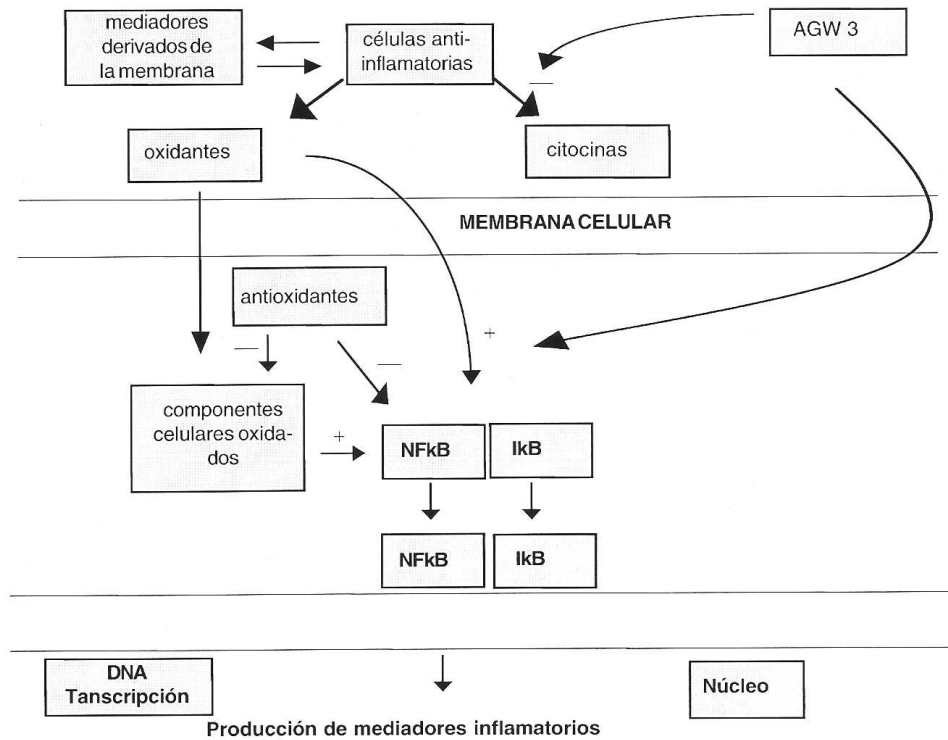 mediadores
derivados de
la membrana
células anti-
inflamatorias
AGW 3
—
oxidantes
citocinas
MEMBRANA CELULAR
antioxidantes
+
—
—
componentes
celulares oxida-
dos
+
NFkB
IkB
NFkB
IkB
DNA
Tanscripción
Núcleo
Producción de mediadores inflamatorios